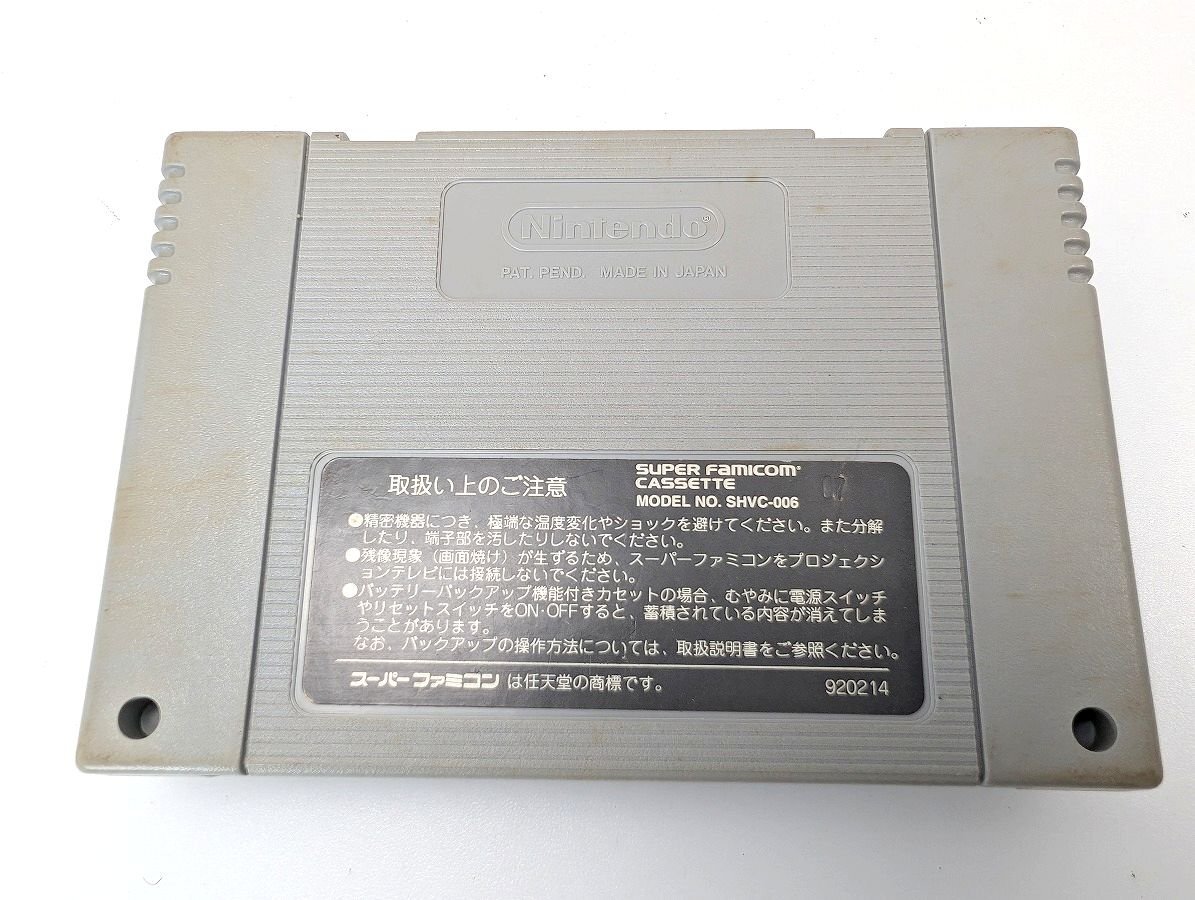 Nintendo®
PAT. PEND. MADE IN JAPAN
取扱い上のご注意
SUPER FAMICOM®
CASSETTE
MODEL NO. SHVC-006
●精密機器につき、極端な温度変化やショックを避けてください。また分解
したり、端子部を汚したりしないでください。
●残像現象（画面焼け）が生ずるため、スーパーファミコンをプロジェクシ
ョンテレビには接続しないでください。
●バッテリーバックアップ機能付きカセットの場合、むやみに電源スイッチ
やリセットスイッチをON・OFFすると、蓄積されている内容が消えてしま
うことがあります。
なお、バックアップの操作方法については、取扱説明書をご参照ください。
スーパーファミコンは任天堂の商標です。
920214